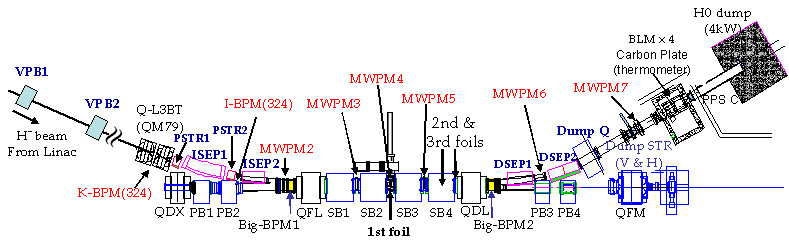 H0 dump
(4kW)
BLM × 4
Carbon Plate
(thermometer)
VPB1
MWPM4
MWPM7
VPB2
Q-L3BT
(QM79)
I-BPM(324)
MWPM3
MWPM5
MWPM6
PPS C
PSTR2
PSTR1
2nd &
3rd foils
Dump Q
H⁻ beam
From Linac
ISEP1
MWPM2
Dump STR
(V & H)
DSEP1
DSEP2
K-BPM(324)
ISEP2
QDX
PB1
PB2
QFL
SB1
SB2
SB3
SB4
QDL
PB3
PB4
QFM
Big-BPM1
Big-BPM2
1st foil